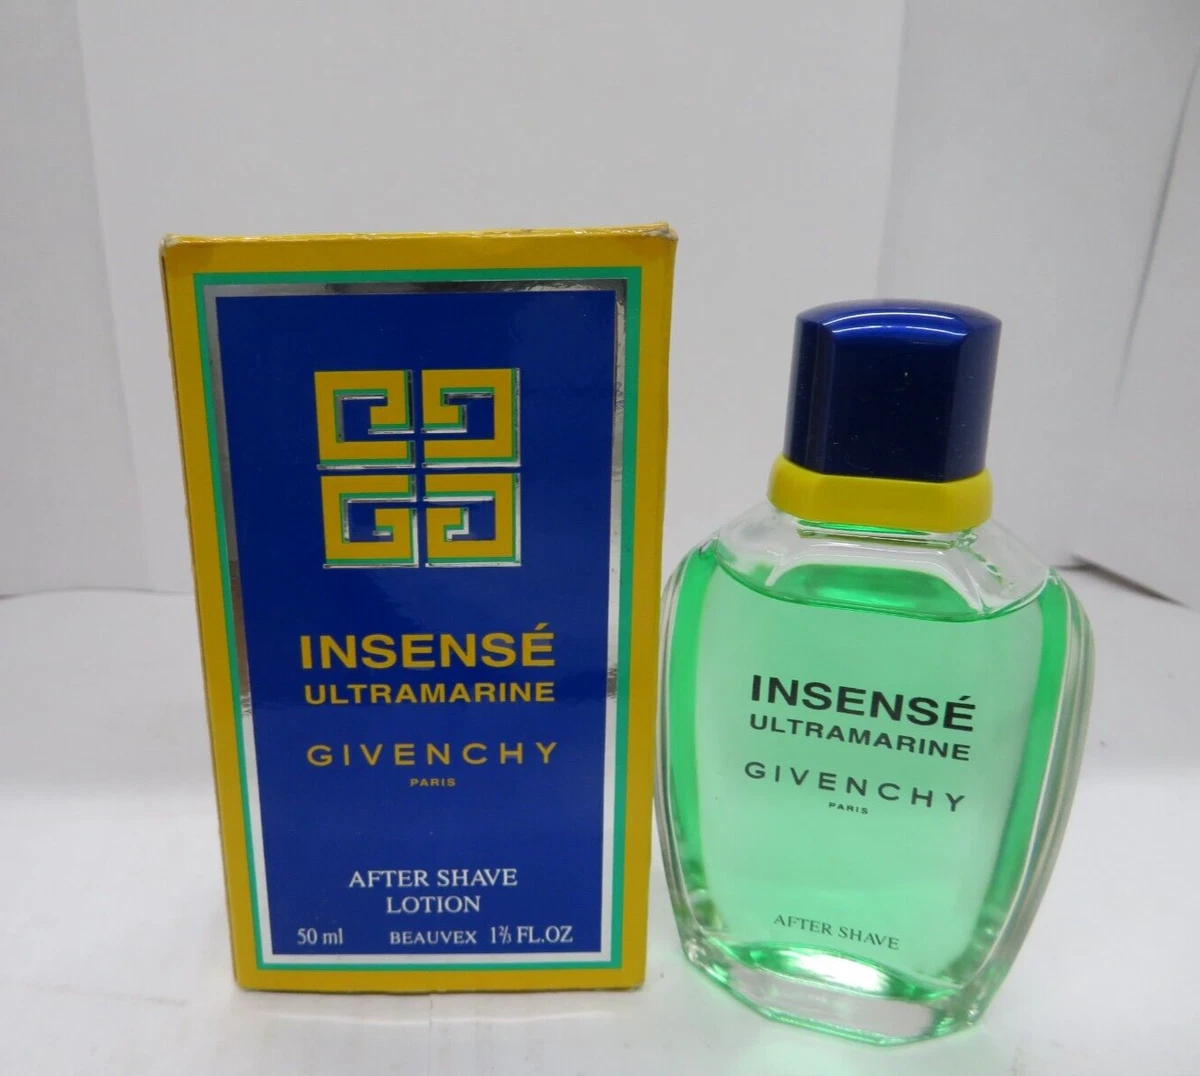 INSENSÉ
ULTRAMARINE
GIVENCHY
PARIS
AFTER SHAVE
LOTION
50 ml BEAUVEX 1⅔ FL.OZ
INSENSÉ
ULTRAMARINE
GIVENCHY
PARIS
AFTER SHAVE